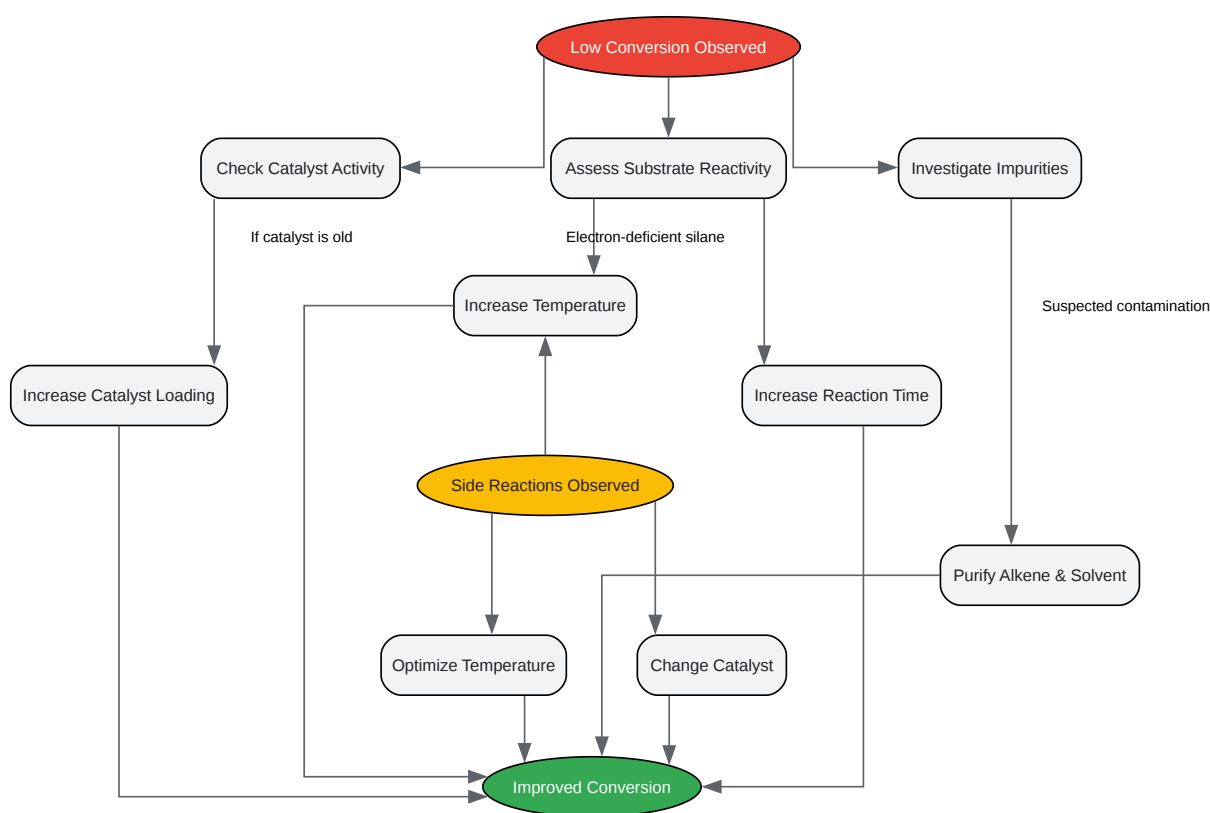 Low Conversion Observed
Check Catalyst Activity
Assess Substrate Reactivity
Investigate Impurities
If catalyst is old
Electron-deficient silane
Increase Temperature
Suspected contamination
Increase Catalyst Loading
Increase Reaction Time
Side Reactions Observed
Purify Alkene & Solvent
Optimize Temperature
Change Catalyst
Improved Conversion